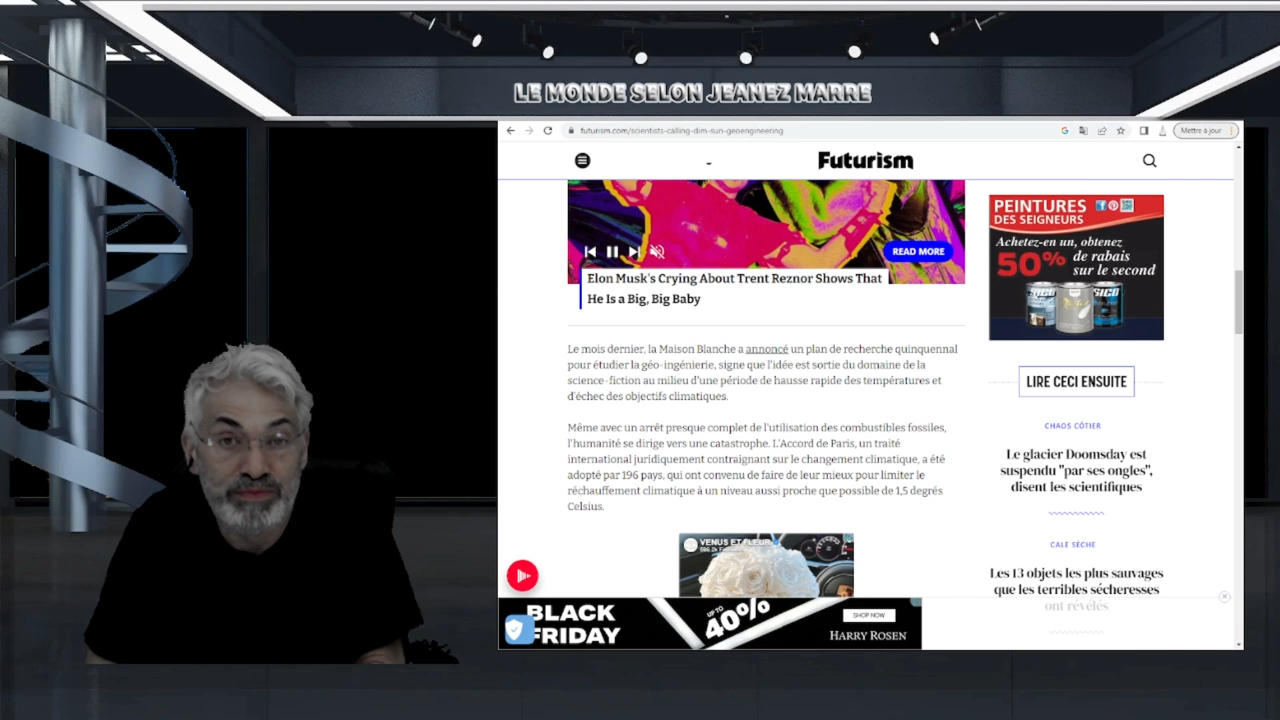 LE MONDE SELON JEANEZ MARRE
futurism.com/scientists-calling-dim-sun-geoengineering
Mettre à jour
Futurism
READ MORE
Elon Musk's Crying About Trent Reznor Shows That
He Is a Big, Big Baby
Le mois dernier, la Maison Blanche a annoncé un plan de recherche quinquennal
pour étudier la géo-ingénierie, signe que l'idée est sortie du domaine de la
science-fiction au milieu d'une période de hausse rapide des températures et
d'échec des objectifs climatiques.
Même avec un arrêt presque complet de l'utilisation des combustibles fossiles,
l'humanité se dirige vers une catastrophe. L'Accord de Paris, un traité
international juridiquement contraignant sur le changement climatique, a été
adopté par 196 pays, qui ont convenu de faire de leur mieux pour limiter le
réchauffement climatique à un niveau aussi proche que possible de 1,5 degrés
Celsius.
VENUS ET FLEUR
BLACK
FRIDAY
UP TO
40%
SHOP NOW
HARRY ROSEN
PEINTURES
DES SEIGNEURS
Achetez-en un, obtenez
50% de rabais
sur le second
SICO
LIRE CECI ENSUITE
CHAOS CÔTIER
Le glacier Doomsday est
suspendu "par ses ongles",
disent les scientifiques
CALE SÈCHE
Les 13 objets les plus sauvages
que les terribles sécheresses
ont révélés